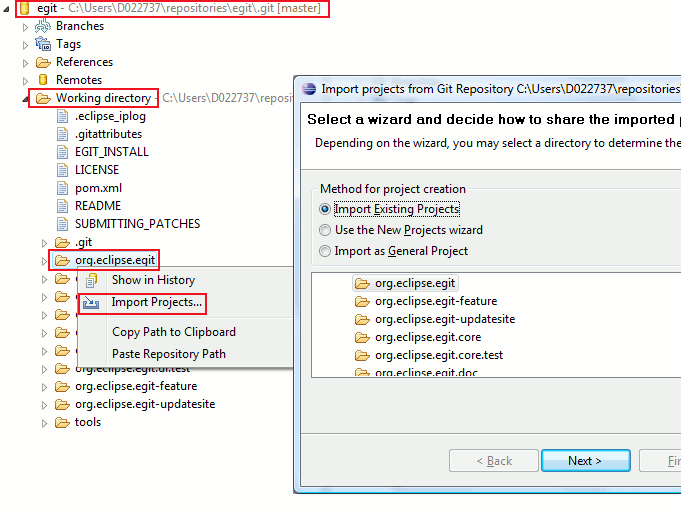 egit - C:\Users\D022737\repositories\egit\.git [master]
Branches
Tags
References
Remotes
Working directory - C:\Users\D022737\reposi
.eclipse_iplog
.gitattributes
EGIT_INSTALL
LICENSE
pom.xml
README
SUBMITTING_PATCHES
.git
org.eclipse.egit
Show in History
Import Projects...
Copy Path to Clipboard
Paste Repository Path
org.eclipse.egit.ui.test
org.eclipse.egit-feature
org.eclipse.egit-updatesite
tools
Import projects from Git Repository C:\Users\D022737\repositories\
Select a wizard and decide how to share the imported
Depending on the wizard, you may select a directory to determine the
Method for project creation
Import Existing Projects
Use the New Projects wizard
Import as General Project
org.eclipse.egit
org.eclipse.egit-feature
org.eclipse.egit-updatesite
org.eclipse.egit.core
org.eclipse.egit.core.test
org.eclipse.egit.doc
< Back
Next >